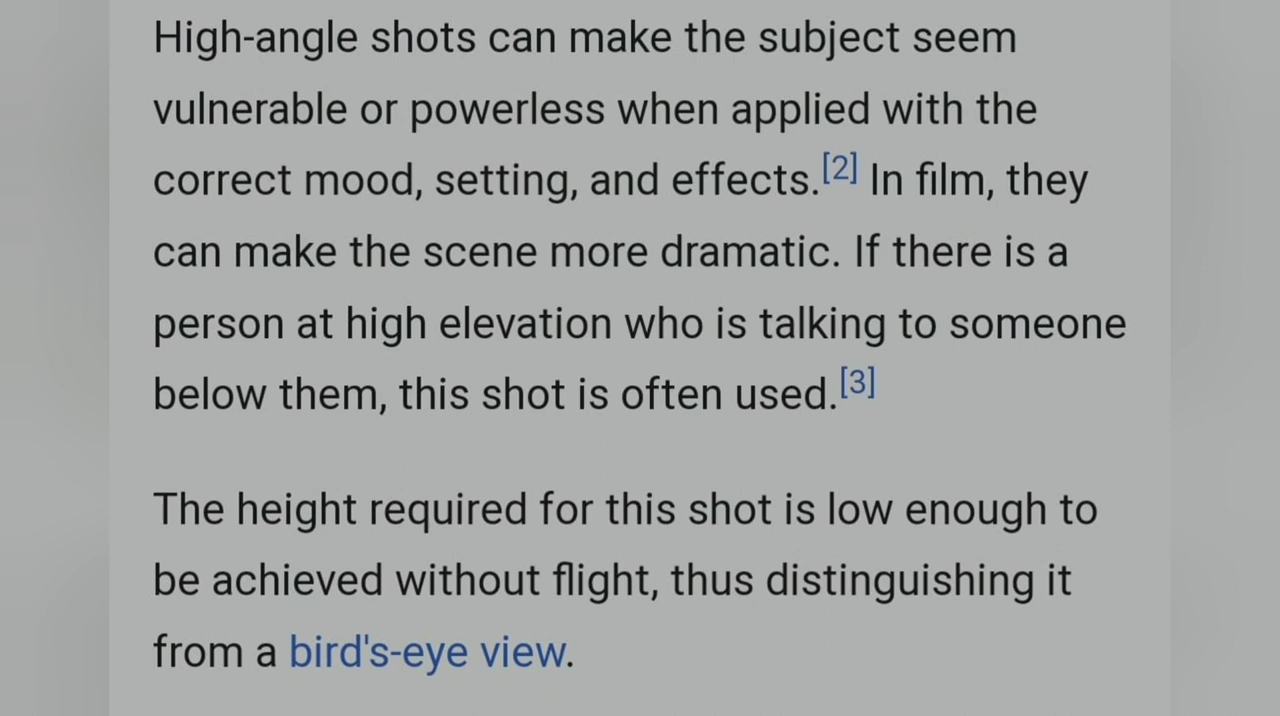 High-angle shots can make the subject seem
vulnerable or powerless when applied with the
correct mood, setting, and effects.[2] In film, they
can make the scene more dramatic. If there is a
person at high elevation who is talking to someone
below them, this shot is often used.[3]
The height required for this shot is low enough to
be achieved without flight, thus distinguishing it
from a bird's-eye view.